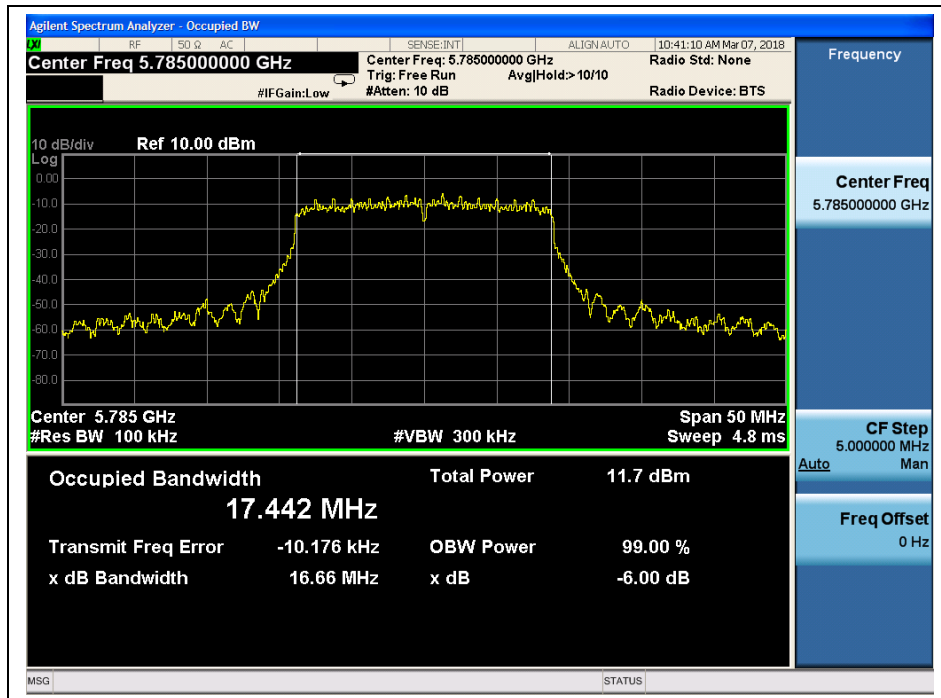 Agilent Spectrum Analyzer - Occupied BW
LXI RF 50 Ω AC SENSE:INT ALIGN AUTO 10:41:10 AM Mar 07, 2018
Center Freq 5.785000000 GHz
Center Freq: 5.785000000 GHz
Radio Std: None
Trig: Free Run Avg|Hold:>10/10
#IFGain:Low #Atten: 10 dB Radio Device: BTS
Frequency
10 dB/div Ref 10.00 dBm
Log
0.00
-10.0
-20.0
-30.0
-40.0
-50.0
-60.0
-70.0
-80.0
Center 5.785 GHz Span 50 MHz
#Res BW 100 kHz #VBW 300 kHz Sweep 4.8 ms
Occupied Bandwidth Total Power 11.7 dBm
17.442 MHz
Transmit Freq Error -10.176 kHz OBW Power 99.00 %
x dB Bandwidth 16.66 MHz x dB -6.00 dB
Center Freq
5.785000000 GHz
CF Step
5.000000 MHz
Auto Man
Freq Offset
0 Hz
MSG STATUS